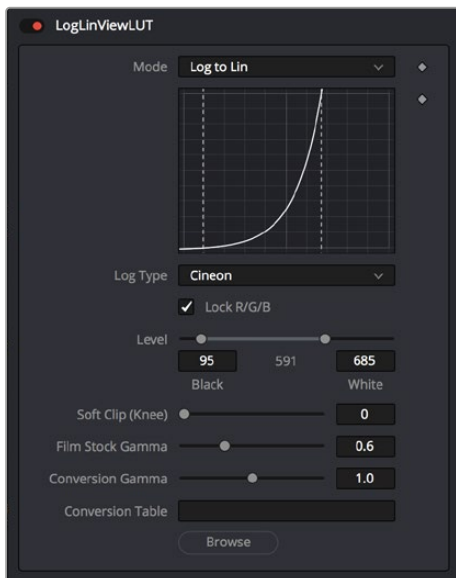 LogLinViewLUT
Mode Log to Lin
Log Type Cineon
Lock R/G/B
Level
95 591 685
Black White
Soft Clip (Knee) 0
Film Stock Gamma 0.6
Conversion Gamma 1.0
Conversion Table
Browse